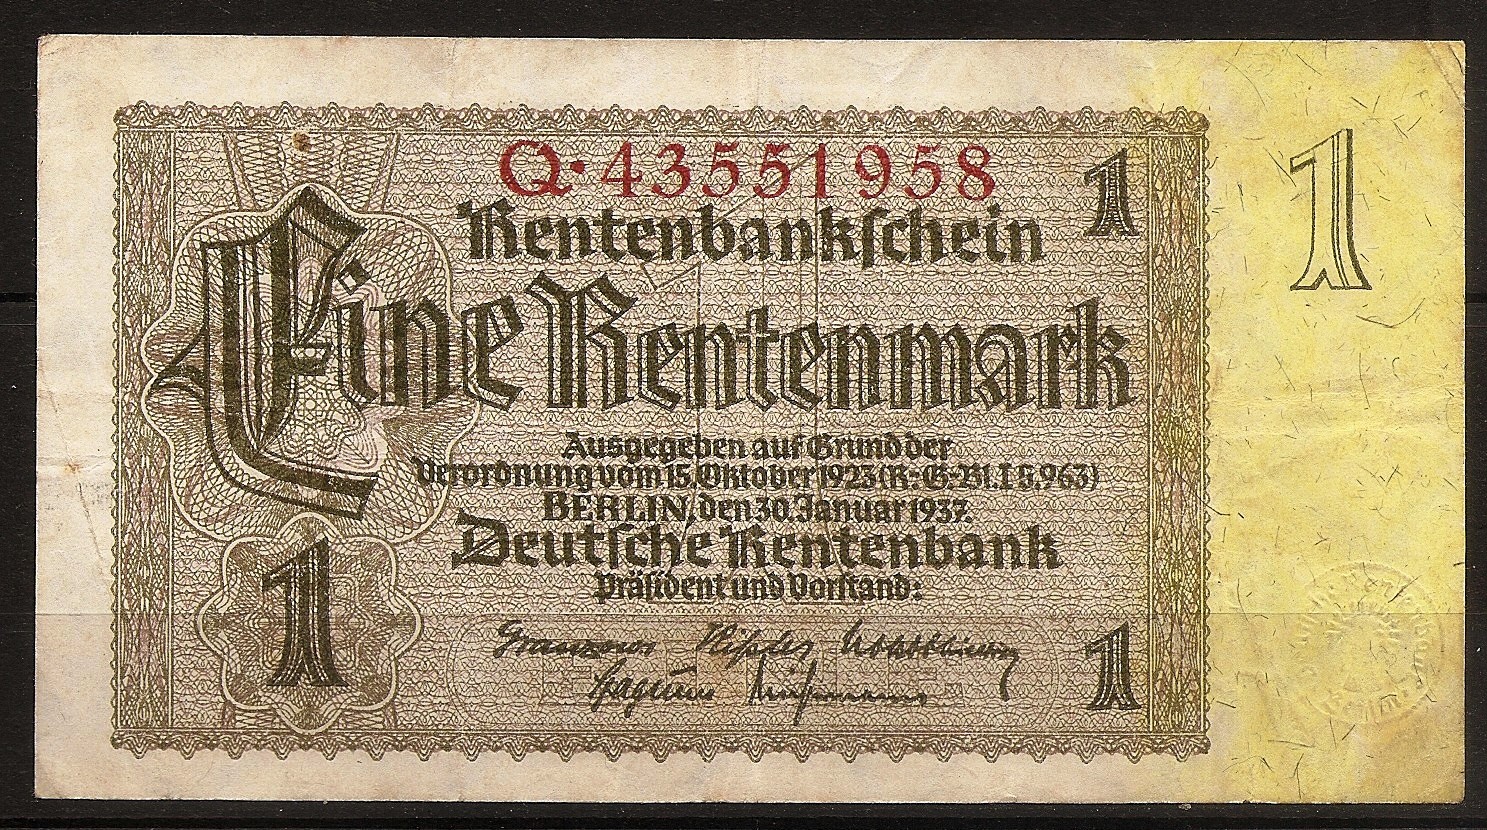 Q·43551958
1
1
Rentenbankſchein
Eine Rentenmark
Ausgegeben auf Grund der
Verordnung vom 15. Oktober 1923 (R.-G.-Bl. I S. 963)
BERLIN, den 30. Januar 1937.
Deutſche Rentenbank
Präſident und Vorſtand:
1
1